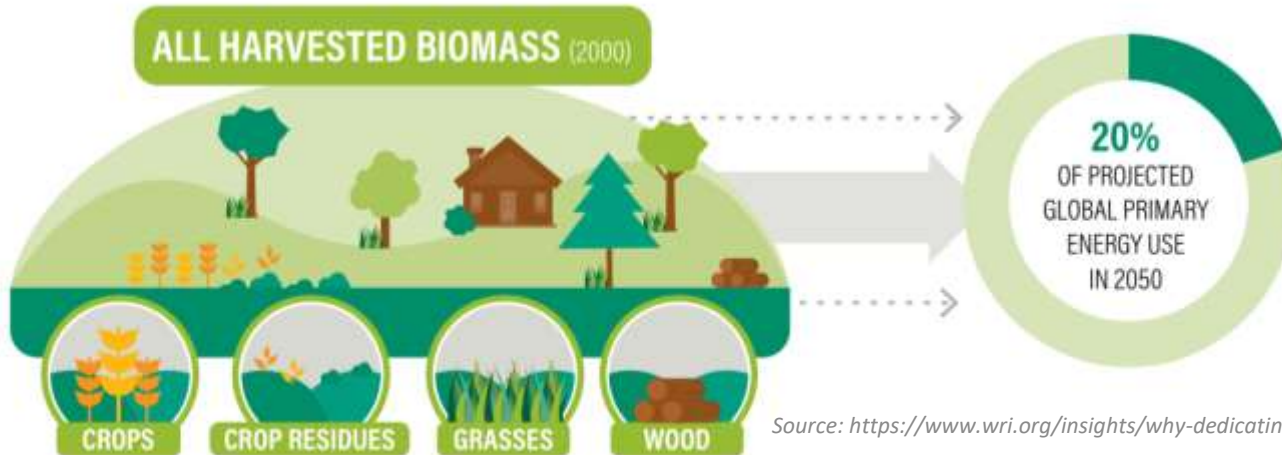 ALL HARVESTED BIOMASS (2000)
20%
OF PROJECTED
GLOBAL PRIMARY
ENERGY USE
IN 2050
CROPS
CROP RESIDUES
GRASSES
WOOD
Source: https://www.wri.org/insights/why-dedicatin